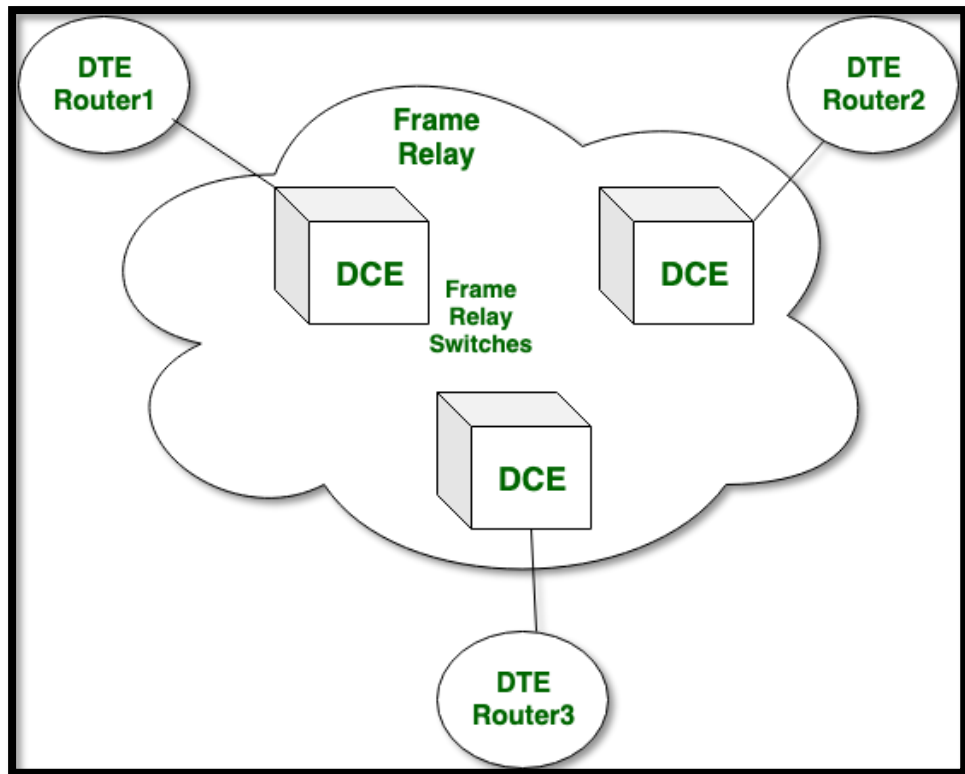 DTE
Router1
DTE
Router2
Frame
Relay
DCE
DCE
Frame
Relay
Switches
DCE
DTE
Router3